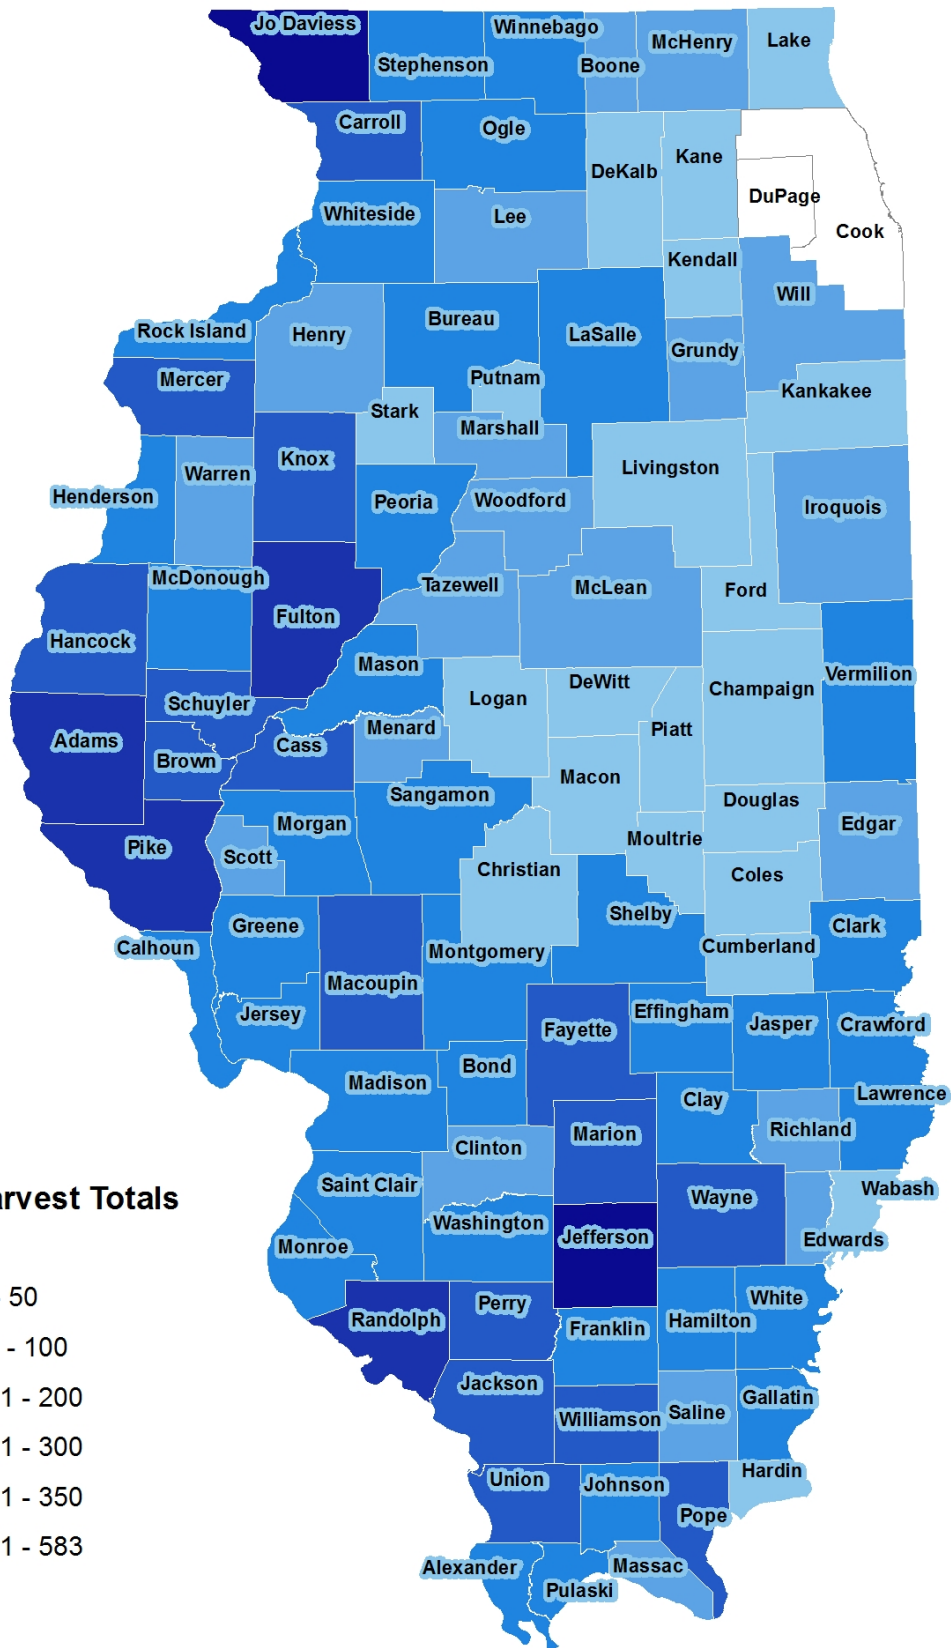 Jo Daviess
Winnebago
Lake
McHenry
Stephenson
Boone
Carroll
Ogle
Kane
DeKalb
DuPage
Whiteside
Lee
Cook
Kendall
Will
Bureau
Rock Island
Henry
LaSalle
Grundy
Mercer
Putnam
Kankakee
Stark
Marshall
Knox
Livingston
Warren
Henderson
Peoria
Woodford
Iroquois
McDonough
Tazewell
McLean
Ford
Fulton
Hancock
Mason
Vermilion
DeWitt
Champaign
Logan
Schuyler
Menard
Piatt
Adams
Cass
Brown
Macon
Sangamon
Douglas
Morgan
Edgar
Moultrie
Pike
Scott
Christian
Coles
Shelby
Greene
Clark
Calhoun
Montgomery
Cumberland
Macoupin
Effingham
Jersey
Fayette
Jasper
Crawford
Bond
Madison
Lawrence
Clay
Marion
Richland
Clinton
Saint Clair
Wabash
Wayne
arvest Totals
Washington
Jefferson
Edwards
Monroe
50
White
Perry
Randolph
Hamilton
Franklin
- 100
Jackson
1 - 200
Gallatin
Saline
Williamson
1 - 300
Hardin
Union
Johnson
1 - 350
Pope
1 - 583
Alexander
Massac
Pulaski